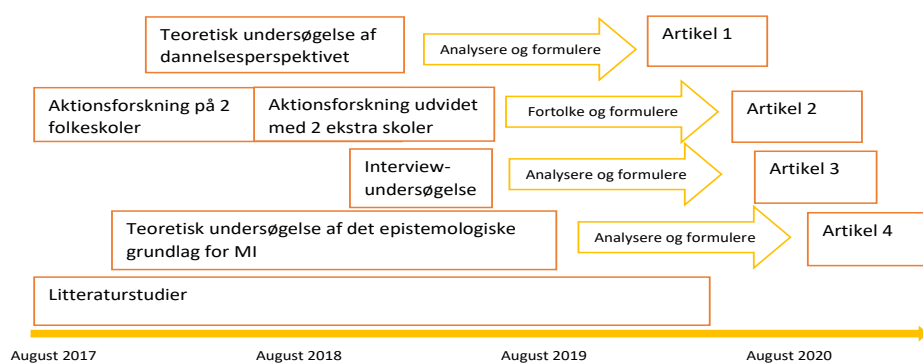 Teoretisk undersøgelse af
dannelsesperspektivet
Analysere og formulere
Artikel 1
Aktionsforskning på 2
folkeskoler
Aktionsforskning udvidet
med 2 ekstra skoler
Fortolke og formulere
Artikel 2
Interview-
undersøgelse
Analysere og formulere
Artikel 3
Teoretisk undersøgelse af det epistemologiske
grundlag for MI
Analysere og formulere
Artikel 4
Litteraturstudier
August 2017
August 2018
August 2019
August 2020